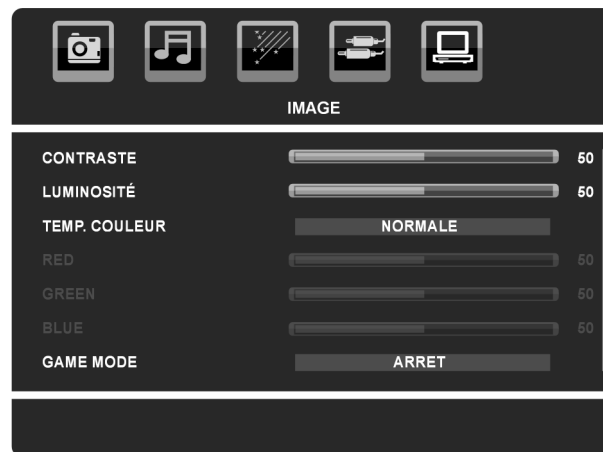 IMAGE
CONTRASTE 50
LUMINOSITÉ 50
TEMP. COULEUR NORMALE
RED 50
GREEN 50
BLUE 50
GAME MODE ARRET